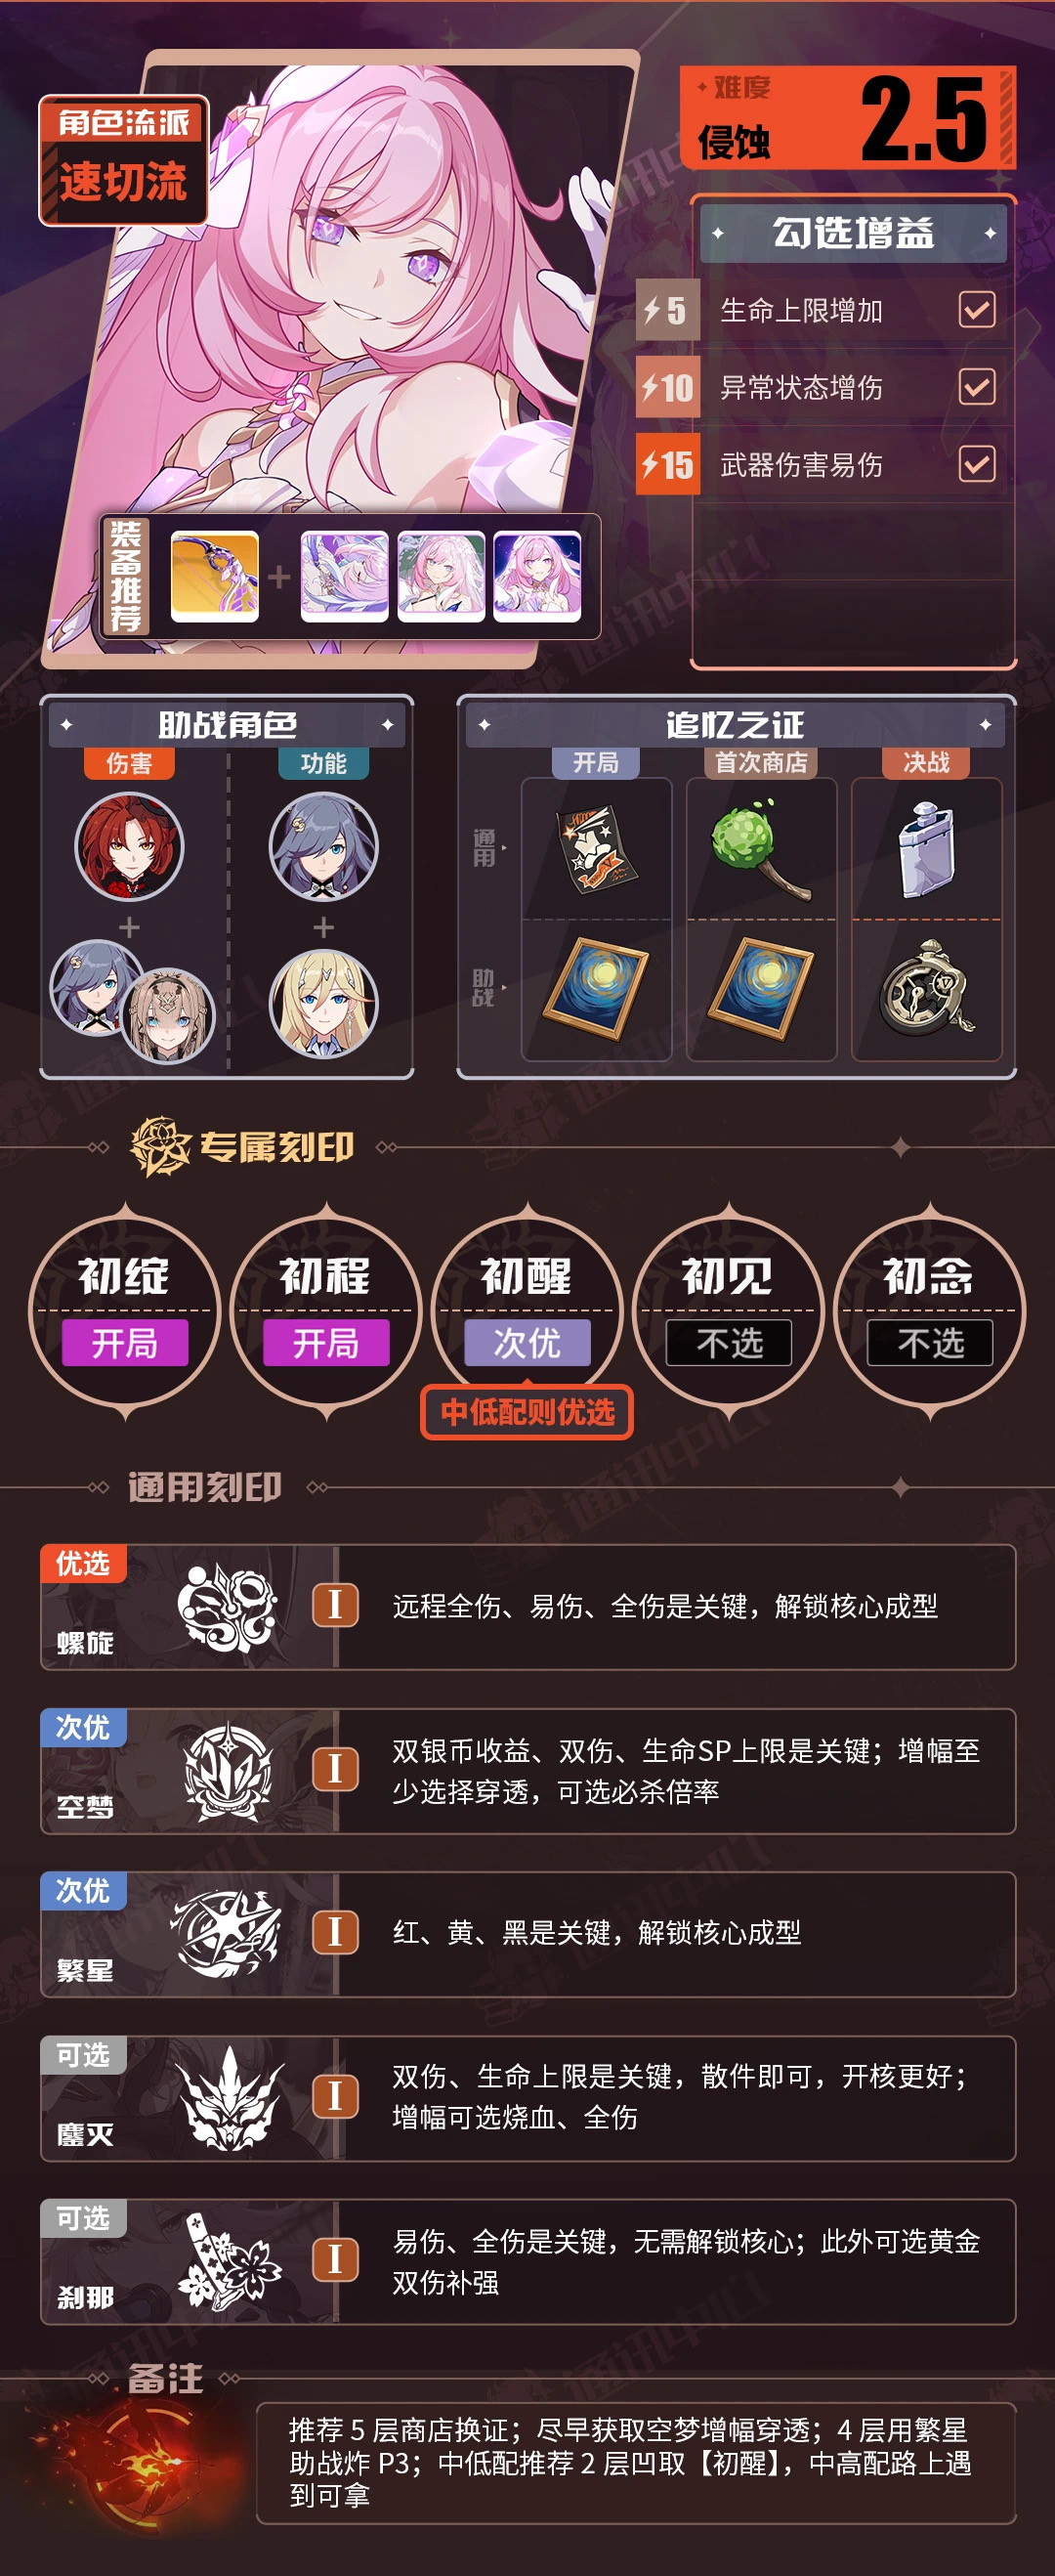 角色流派
速切流
难度
侵蚀
2.5
勾选增益
5
生命上限增加
10
异常状态增伤
15
武器伤害易伤
装备推荐
助战角色
伤害
功能
追忆之证
开局
首次商店
决战
通用
助战
专属刻印
初绽
开局
初程
开局
初醒
次优
中低配则优选
初见
不选
初念
不选
通用刻印
优选
螺旋
I
远程全伤、易伤、全伤是关键，解锁核心成型
次优
空梦
I
双银币收益、双伤、生命SP上限是关键；增幅至
少选择穿透，可选必杀倍率
次优
繁星
I
红、黄、黑是关键，解锁核心成型
可选
鏖灭
I
双伤、生命上限是关键，散件即可，开核更好；
增幅可选烧血、全伤
可选
刹那
I
易伤、全伤是关键，无需解锁核心；此外可选黄金
双伤补强
备注
推荐 5 层商店换证；尽早获取空梦增幅穿透；4 层用繁星
助战炸 P3；中低配推荐 2 层凹取【初醒】，中高配路上遇
到可拿